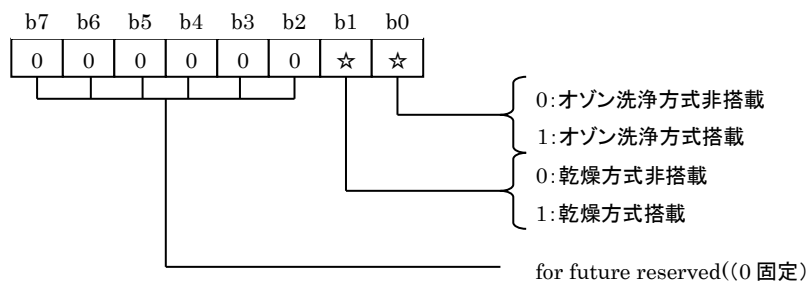 b7 b6 b5 b4 b3 b2 b1 b0
0 0 0 0 0 0 ☆ ☆
0:オゾン洗浄方式非搭載
1:オゾン洗浄方式搭載
0:乾燥方式非搭載
1:乾燥方式搭載
for future reserved((0 固定)